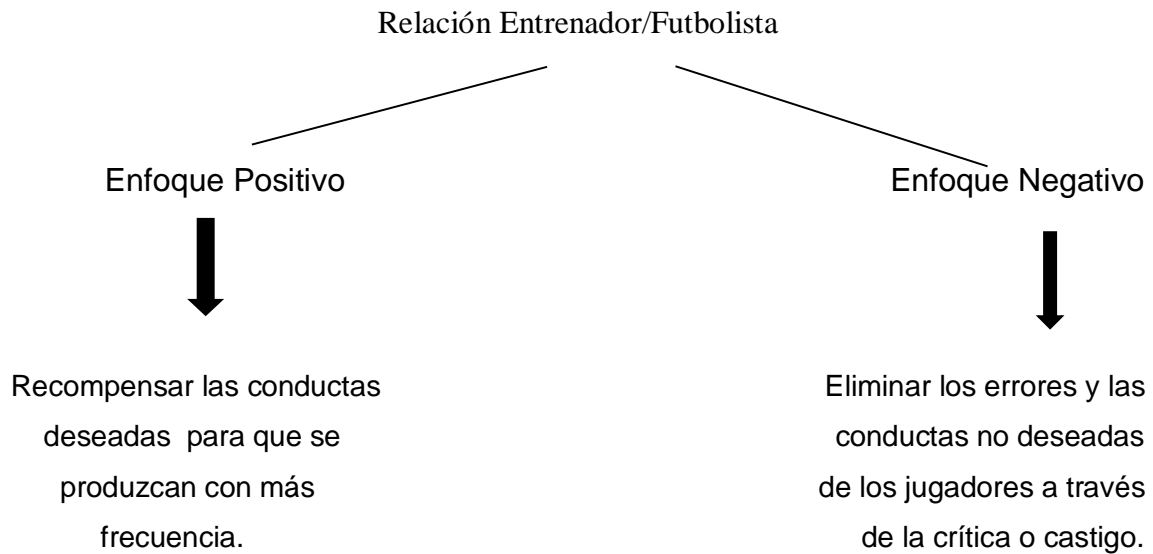 Relación Entrenador/Futbolista
Enfoque Positivo
Enfoque Negativo
Recompensar las conductas
deseadas para que se
produzcan con más
frecuencia.
Eliminar los errores y las
conductas no deseadas
de los jugadores a través
de la crítica o castigo.